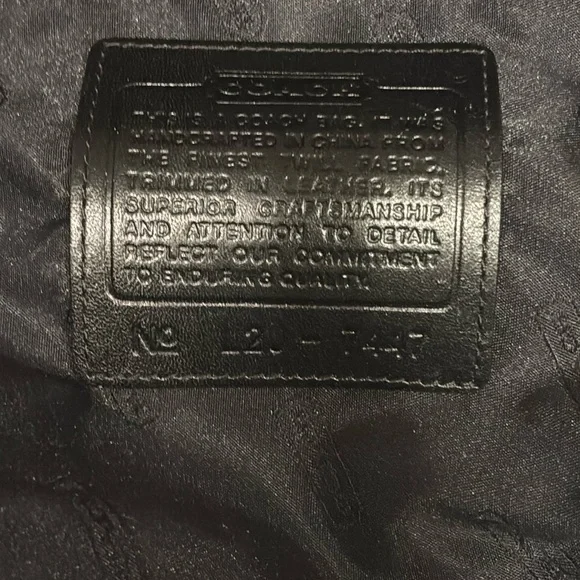 COACH
THIS IS A COACH BAG. IT WAS
HANDCRAFTED IN CHINA FROM
THE FINEST TWILL FABRIC,
TRIMMED IN LEATHER. ITS
SUPERIOR CRAFTSMANSHIP
AND ATTENTION TO DETAIL
REFLECT OUR COMMITMENT
TO ENDURING QUALITY.
Nº L2J - 7447